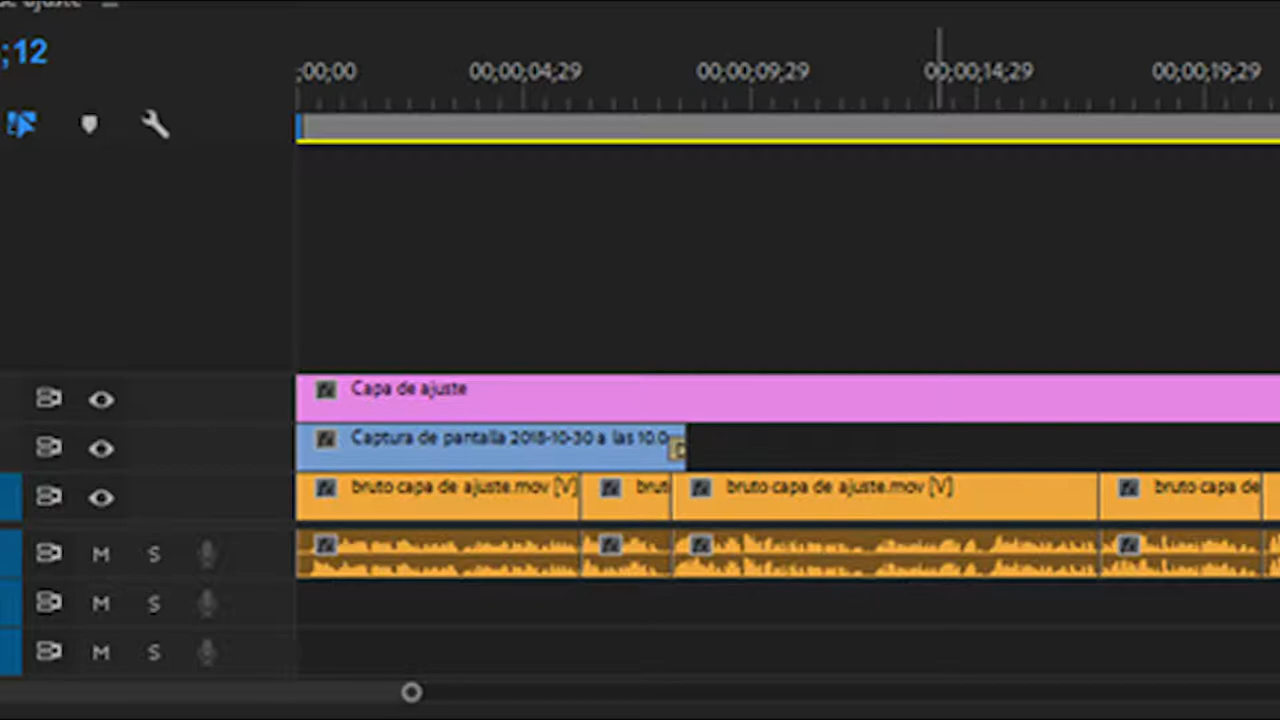 ;12
;00;00 00;00;04;29 00;00;09;29 00;00;14;29 00;00;19;29
Capa de ajuste
Captura de pantalla 2018-10-30 a las 10.0
bruto capa de ajuste.mov [V] brut bruto capa de ajuste.mov [V] bruto capa de
M S
M S
M S